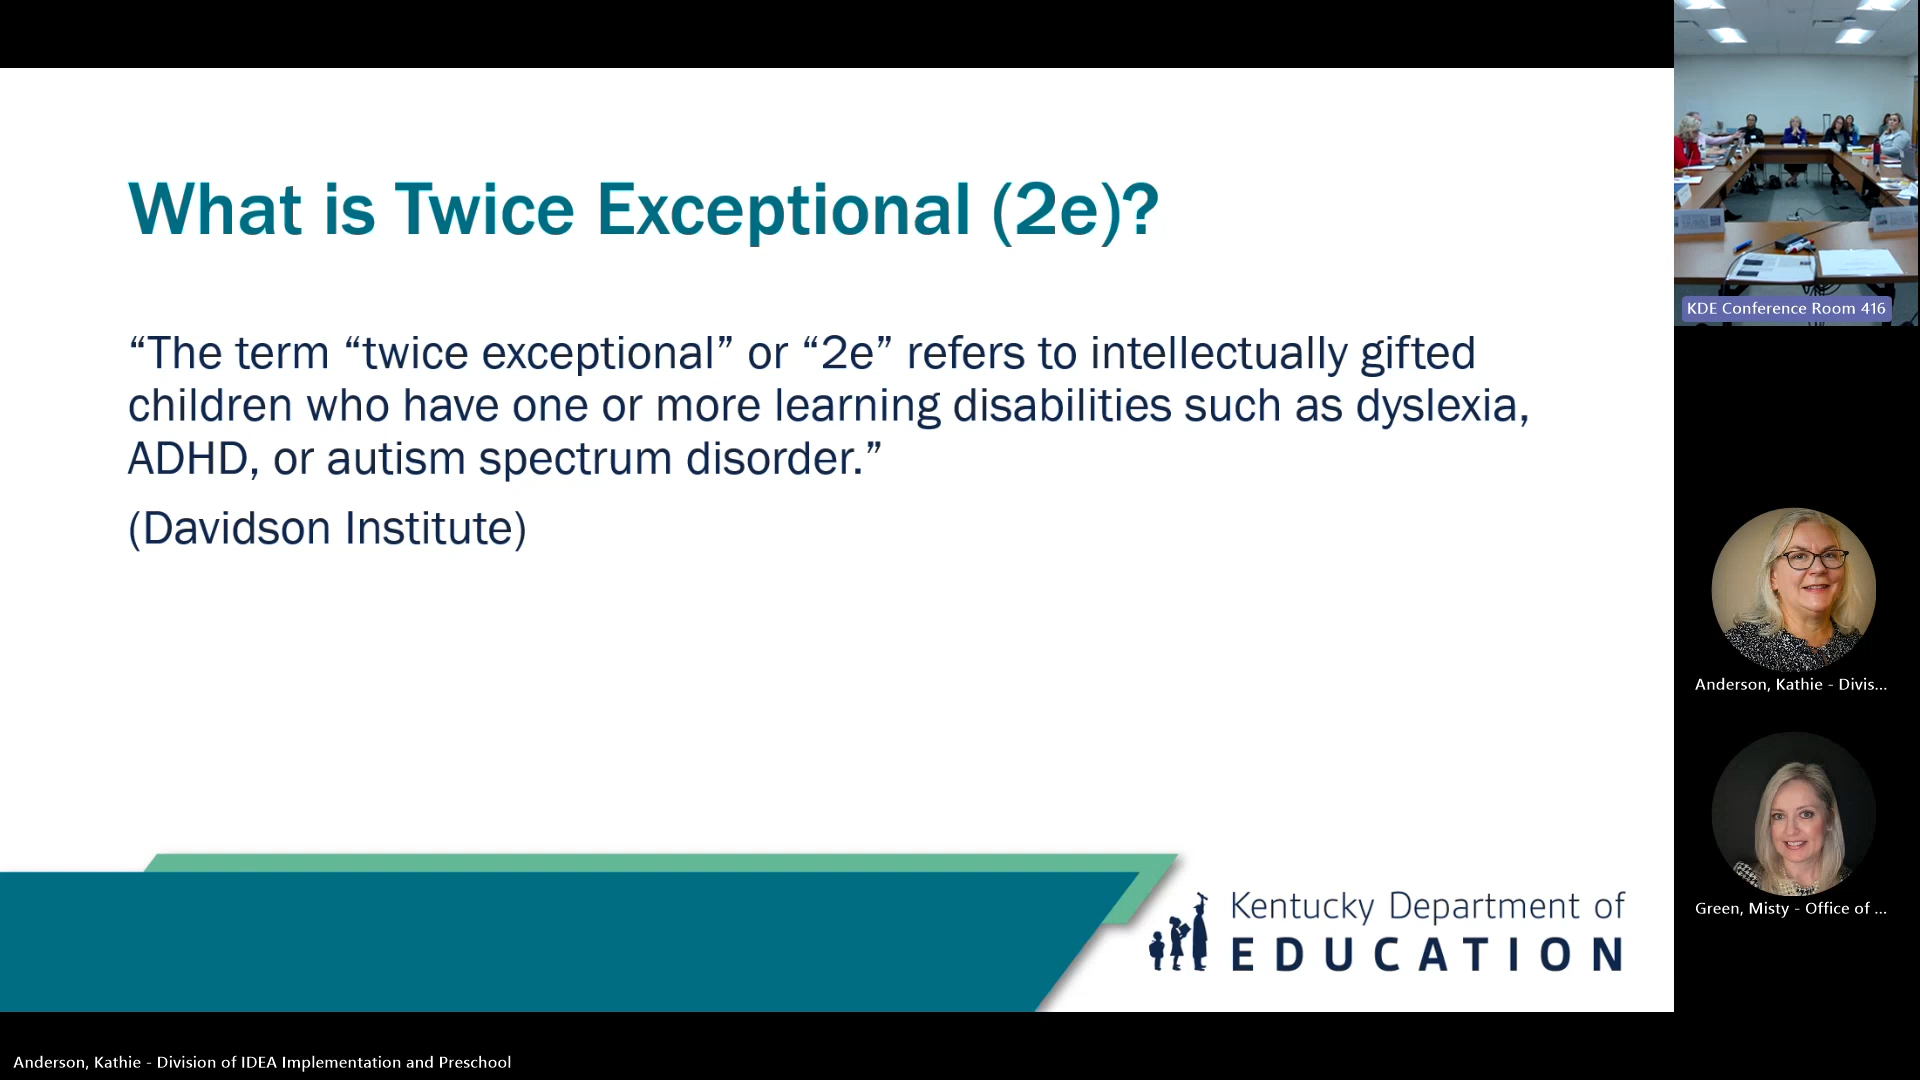 What is Twice Exceptional (2e)?
“The term “twice exceptional” or “2e” refers to intellectually gifted
children who have one or more learning disabilities such as dyslexia,
ADHD, or autism spectrum disorder.”
(Davidson Institute)
Kentucky Department of
EDUCATION
KDE Conference Room 416
Anderson, Kathie - Divis...
Green, Misty - Office of ...
Anderson, Kathie - Division of IDEA Implementation and Preschool